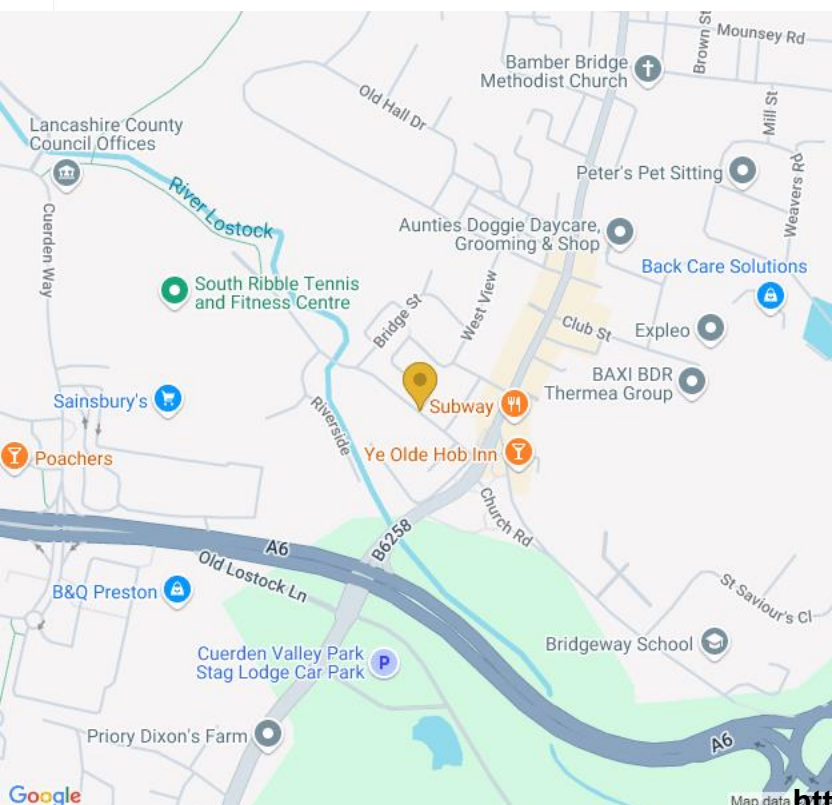 Mounsey Rd
Brown St
Bamber Bridge
Methodist Church
Old Hall Dr
Mill St
Lancashire County
Council Offices
Peter's Pet Sitting
Weavers Rd
River Lostock
Cuerden Way
Aunties Doggie Daycare,
Grooming & Shop
Back Care Solutions
South Ribble Tennis
and Fitness Centre
Bridge St
West View
Club St
Expleo
BAXI BDR
Thermea Group
Sainsbury's
Subway
Riverside
Poachers
Ye Olde Hob Inn
Church Rd
B6258
A6
Old Lostock Ln
B&Q Preston
St Saviour's Cl
Bridgeway School
Cuerden Valley Park
Stag Lodge Car Park
P
Priory Dixon's Farm
A6
Google
Map data